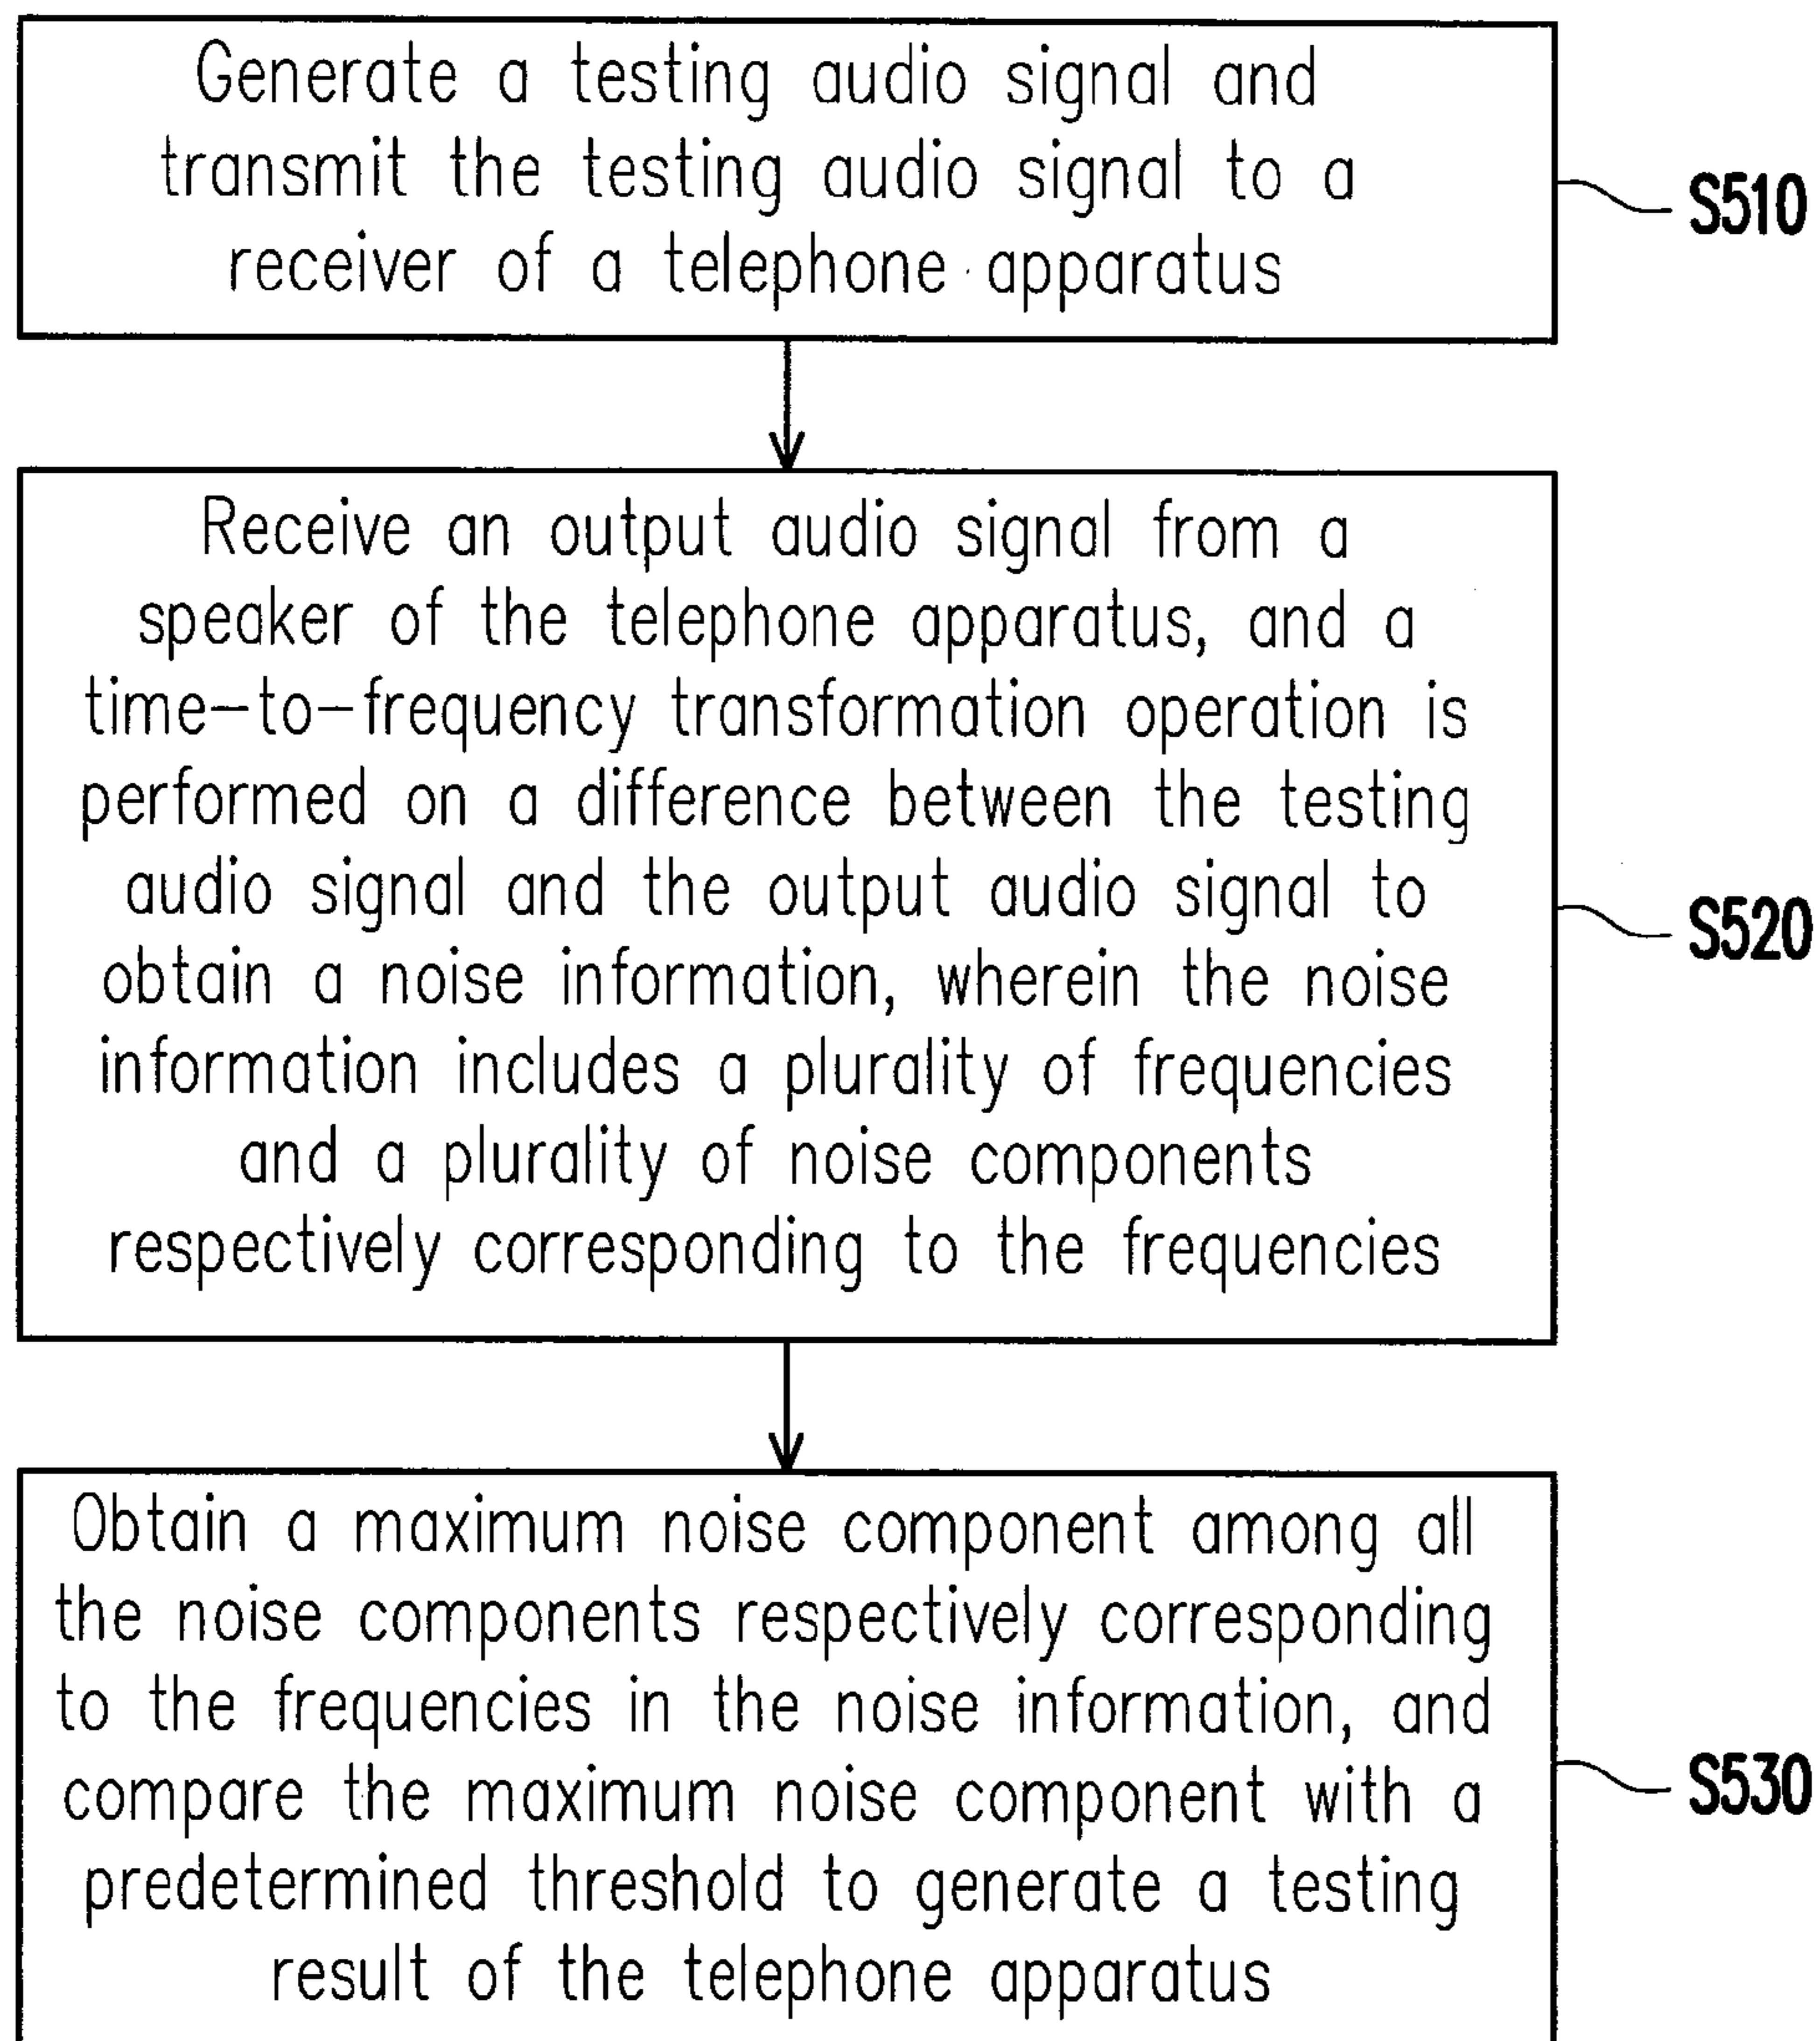 Generate a testing audio signal and
transmit the testing audio signal to a
receiver of a telephone apparatus
S510
Receive an output audio signal from a
speaker of the telephone apparatus, and a
time-to-frequency transformation operation is
performed on a difference between the testing
audio signal and the output audio signal to
obtain a noise information, wherein the noise
information includes a plurality of frequencies
and a plurality of noise components
respectively corresponding to the frequencies
S520
Obtain a maximum noise component among all
the noise components respectively corresponding
to the frequencies in the noise information, and
compare the maximum noise component with a
predetermined threshold to generate a testing
result of the telephone apparatus
S530